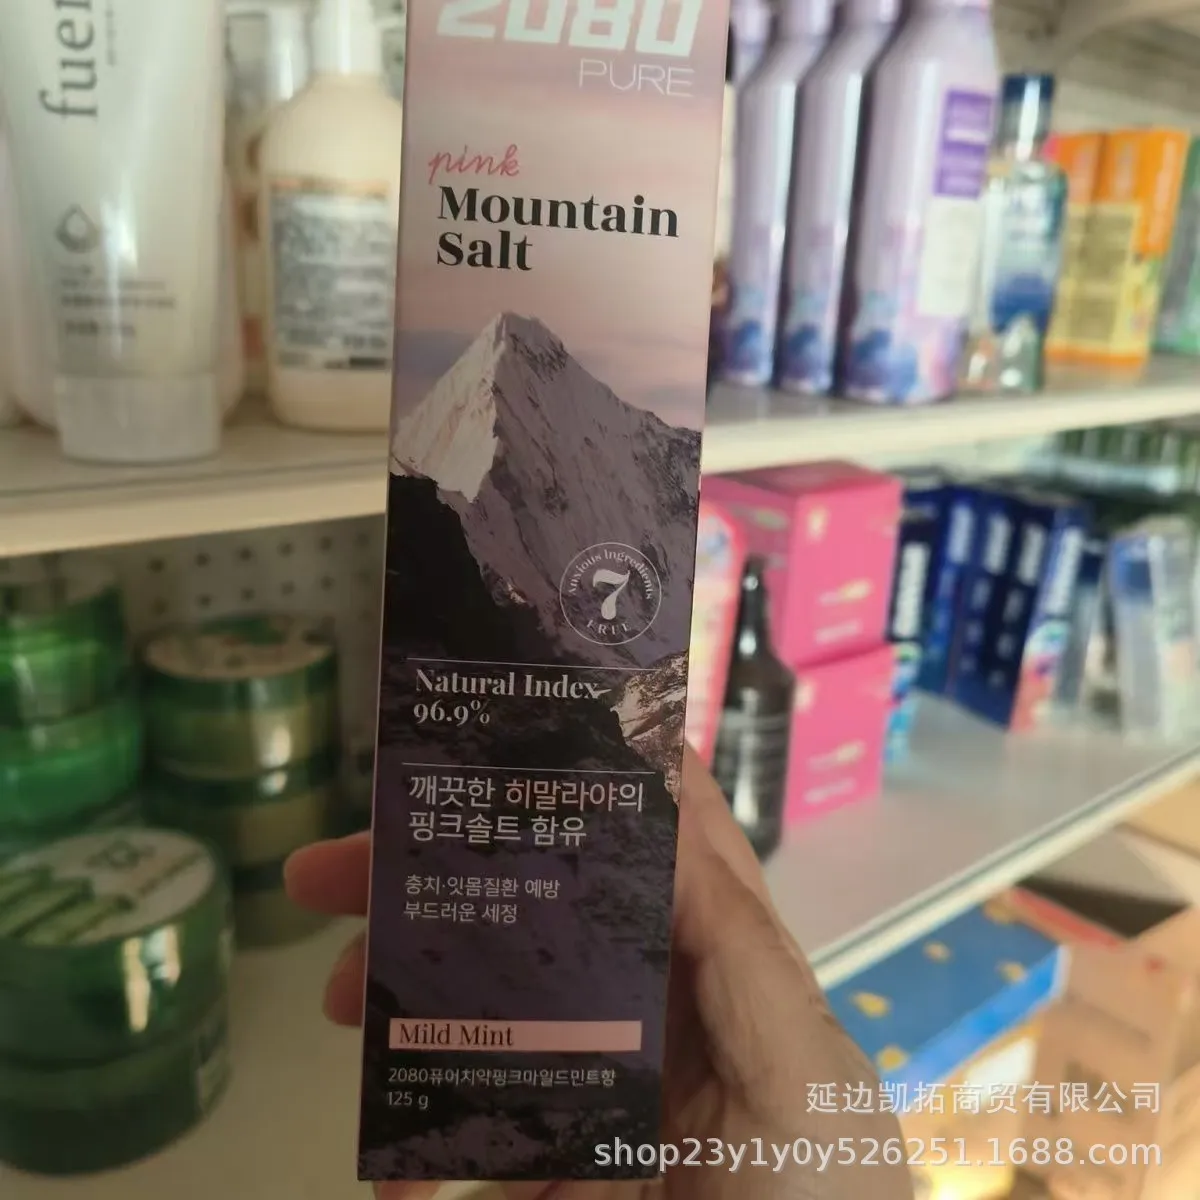 2080
PURE
pink
Mountain
Salt
Anxious Ingredients
7
FREE
Natural Index
96.9%
깨끗한 히말라야의
핑크솔트 함유
충치·잇몸질환 예방
부드러운 세정
Mild Mint
2080퓨어치약핑크마일드민트향
125 g
fuer
延边凯拓商贸有限公司
shop23y1y0y526251.1688.com